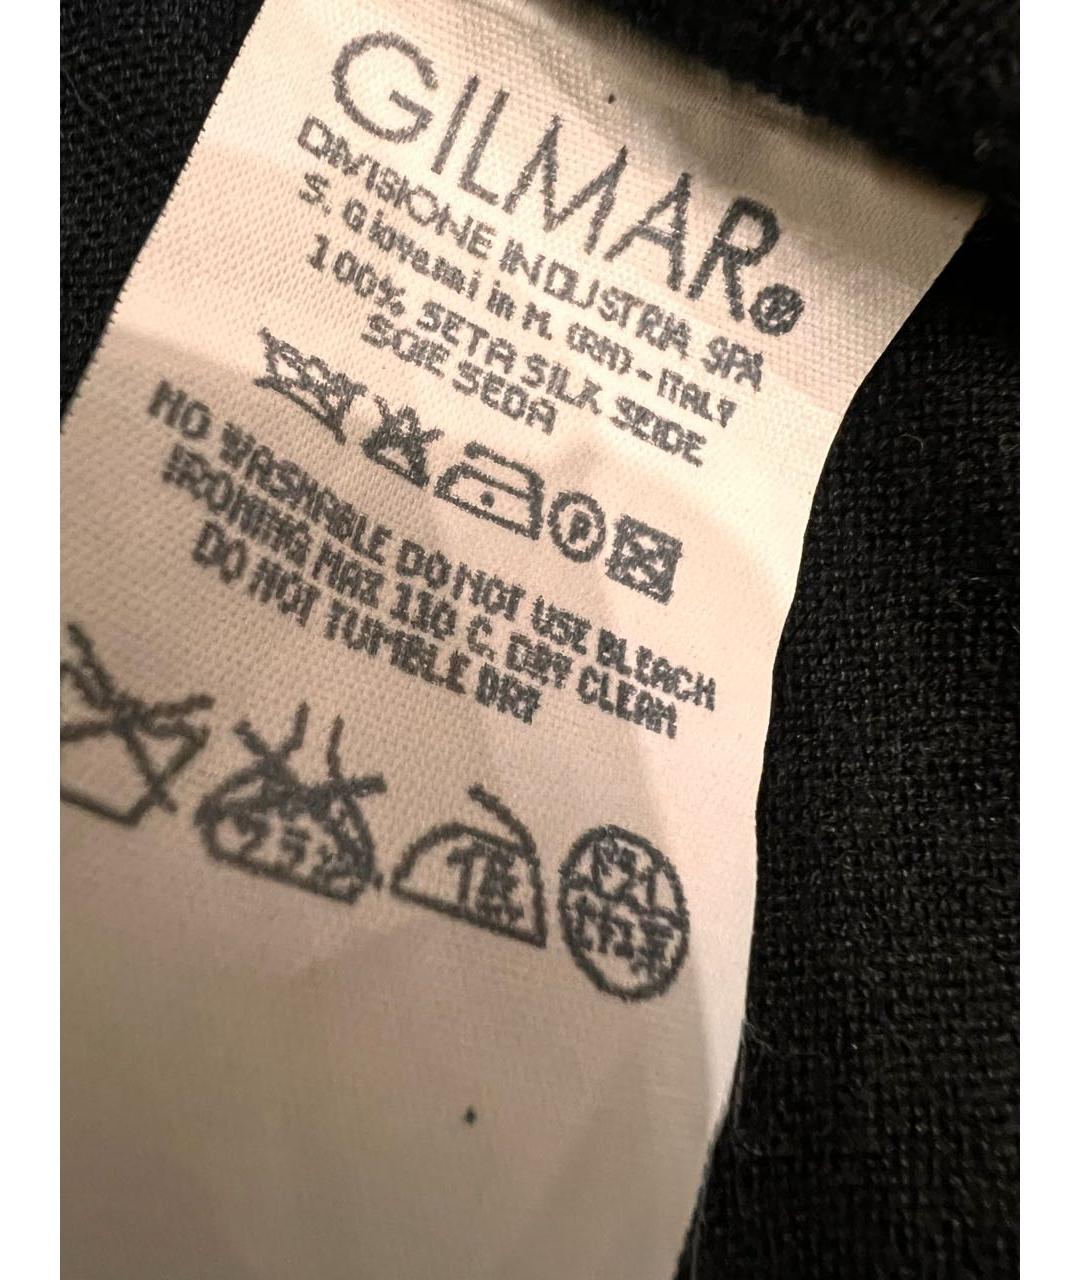 GILMAR®
DIVISIONE INDUSTRIA SPA
S. Giovanni in M. (RN) - ITALY
100% SETA SILK SEIDE
SOIE SEDA
P
NO WASHABLE DO NOT USE BLEACH
IRONING MAX 110 C. DRY CLEAN
DO NOT TUMBLE DRY